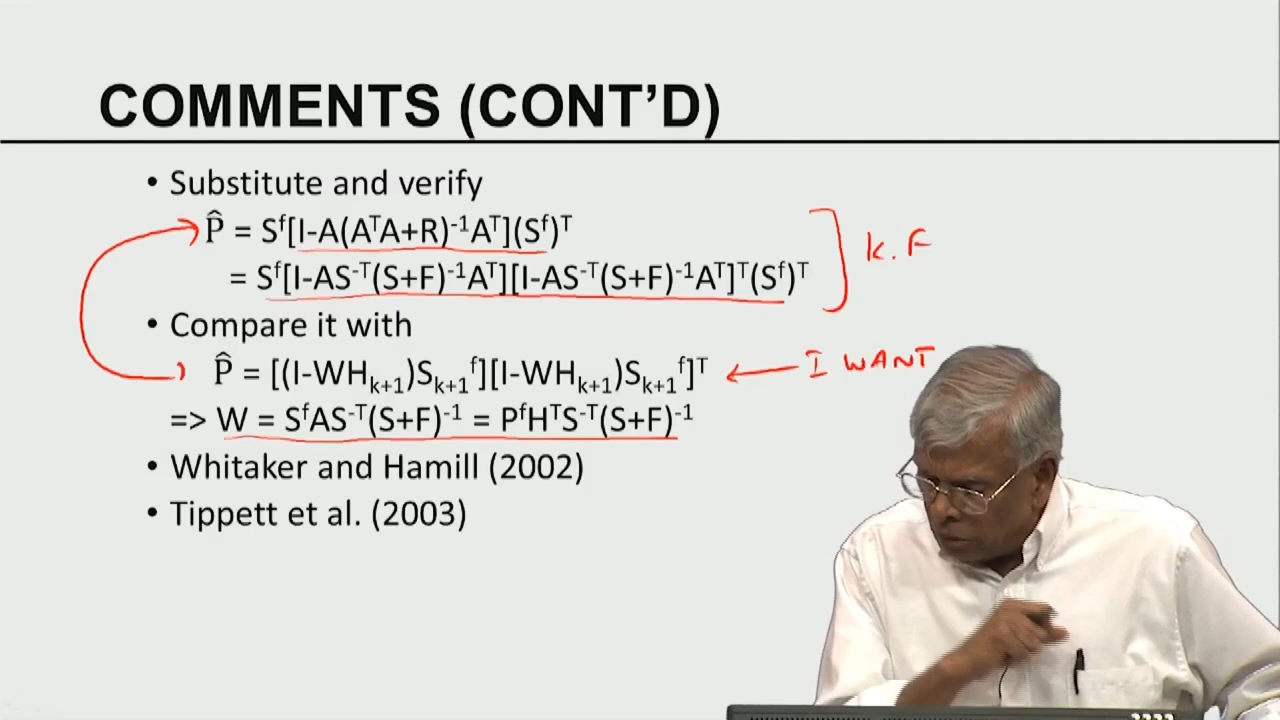 COMMENTS (CONT’D)
• Substitute and verify
P̂ = Sᶠ[I-A(AᵀA+R)⁻¹Aᵀ](Sᶠ)ᵀ
= Sᶠ[I-AS⁻ᵀ(S+F)⁻¹Aᵀ][I-AS⁻ᵀ(S+F)⁻¹Aᵀ]ᵀ(Sᶠ)ᵀ
K.F
• Compare it with
P̂ = [(I-WHₖ₊₁)Sₖ₊₁ᶠ][I-WHₖ₊₁)Sₖ₊₁ᶠ]ᵀ
I WANT
=> W = SᶠAS⁻ᵀ(S+F)⁻¹ = PᶠHᵀS⁻ᵀ(S+F)⁻¹
• Whitaker and Hamill (2002)
• Tippett et al. (2003)